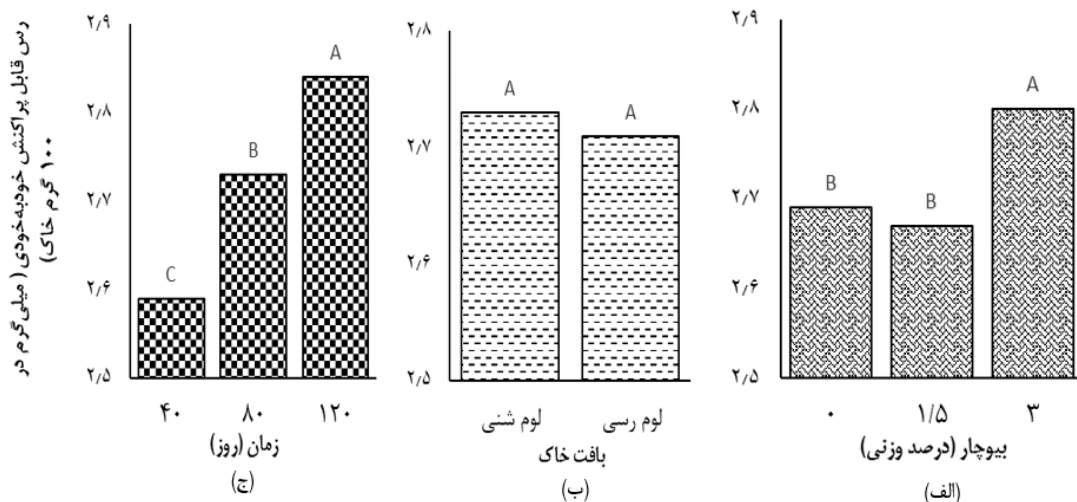 رس قابل پراکنش خودبه‌خودی (میلی‌گرم در
۱۰۰ گرم خاک)
۲/۹
۲/۸
۲/۷
۲/۶
۲/۵
A
B
B
۰
۱/۵
۳
بیوچار (درصد وزنی)
(الف)
۲/۸
۲/۷
۲/۶
۲/۵
A
A
لوم شنی
لوم رسی
بافت خاک
(ب)
۲/۹
۲/۸
۲/۷
۲/۶
۲/۵
A
B
C
۴۰
۸۰
۱۲۰
زمان (روز)
(ج)